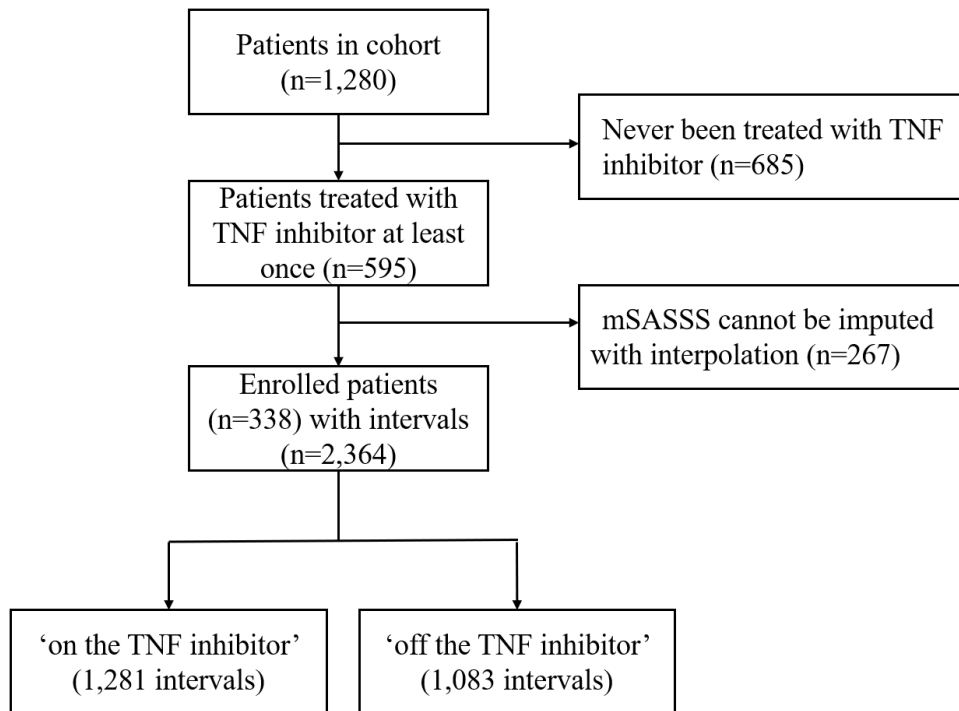 Patients in cohort
(n=1,280)
Never been treated with TNF
inhibitor (n=685)
Patients treated with
TNF inhibitor at least
once (n=595)
mSASSS cannot be imputed
with interpolation (n=267)
Enrolled patients
(n=338) with intervals
(n=2,364)
‘on the TNF inhibitor’
(1,281 intervals)
‘off the TNF inhibitor’
(1,083 intervals)